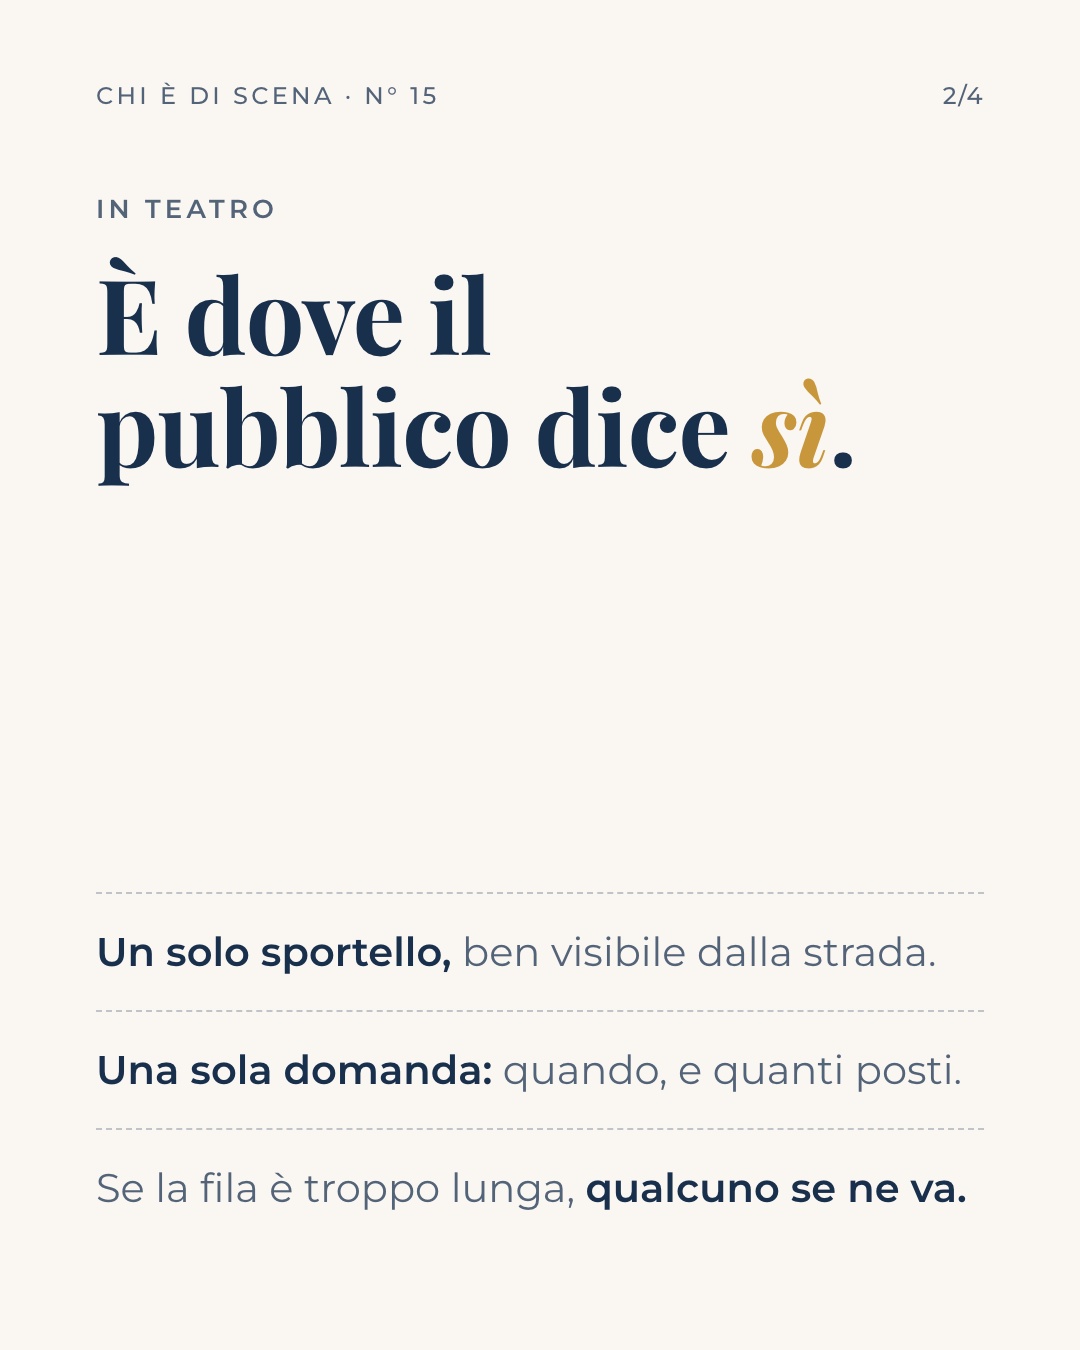 CHI È DI SCENA · N° 15
2/4
IN TEATRO
È dove il
pubblico dice sì.
Un solo sportello, ben visibile dalla strada.
Una sola domanda: quando, e quanti posti.
Se la fila è troppo lunga, qualcuno se ne va.